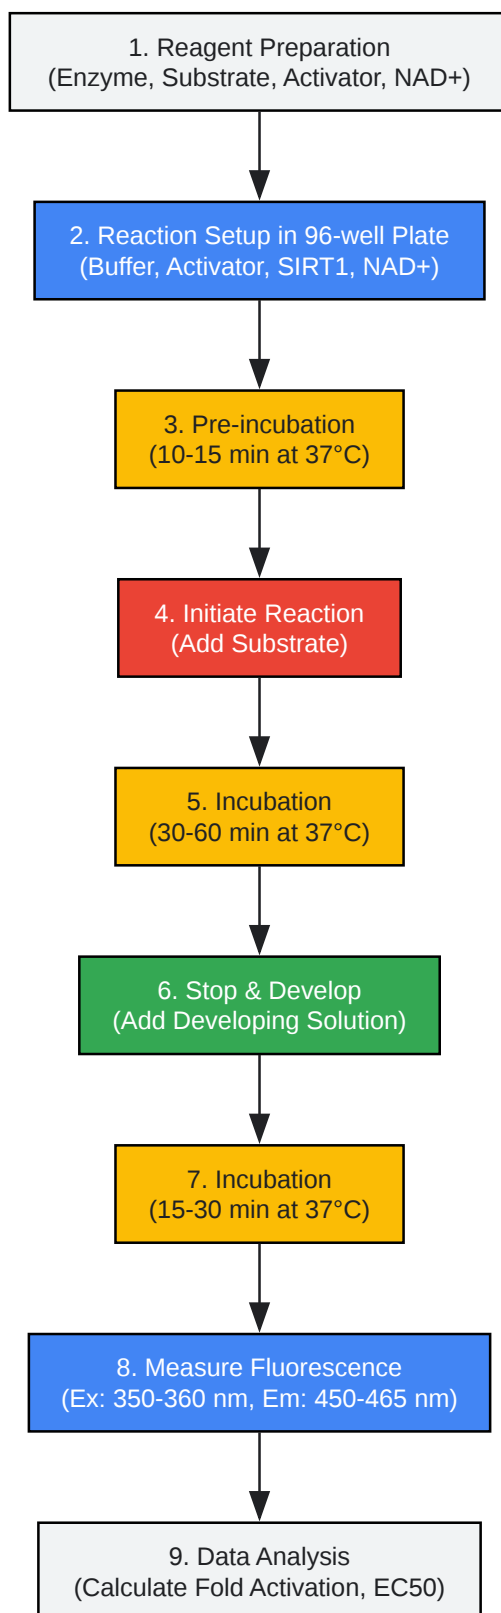 1. Reagent Preparation
(Enzyme, Substrate, Activator, NAD+)
2. Reaction Setup in 96-well Plate
(Buffer, Activator, SIRT1, NAD+)
3. Pre-incubation
(10-15 min at 37°C)
4. Initiate Reaction
(Add Substrate)
5. Incubation
(30-60 min at 37°C)
6. Stop & Develop
(Add Developing Solution)
7. Incubation
(15-30 min at 37°C)
8. Measure Fluorescence
(Ex: 350-360 nm, Em: 450-465 nm)
9. Data Analysis
(Calculate Fold Activation, EC50)